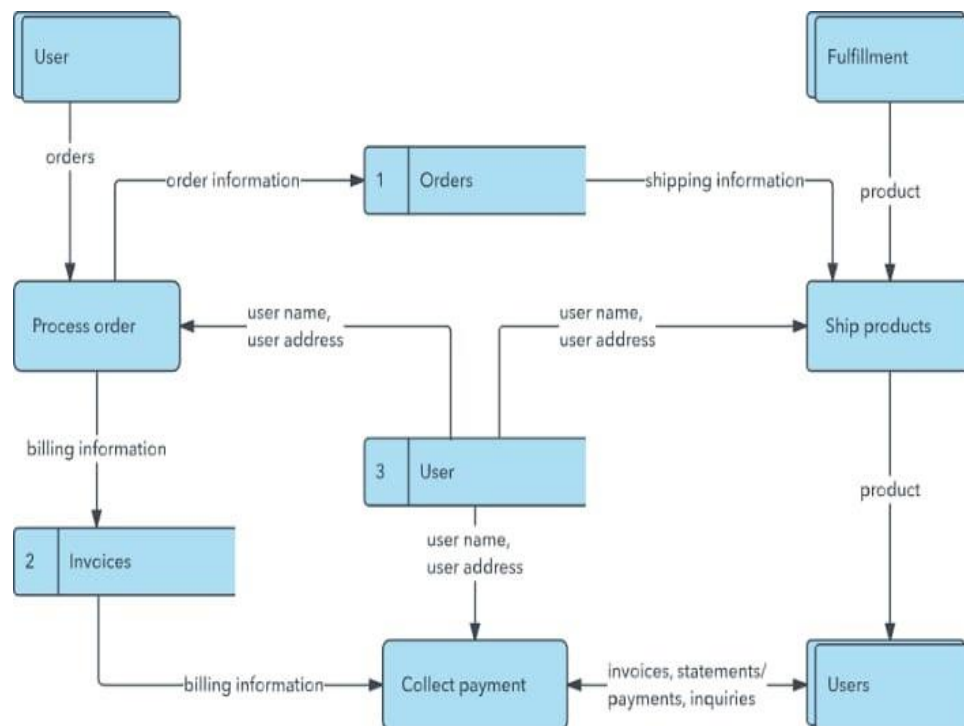 User
Fulfillment
orders
order information
1
Orders
shipping information
product
Process order
user name,
user address
user name,
user address
Ship products
billing information
3
User
product
2
Invoices
user name,
user address
billing information
Collect payment
invoices, statements/
payments, inquiries
Users